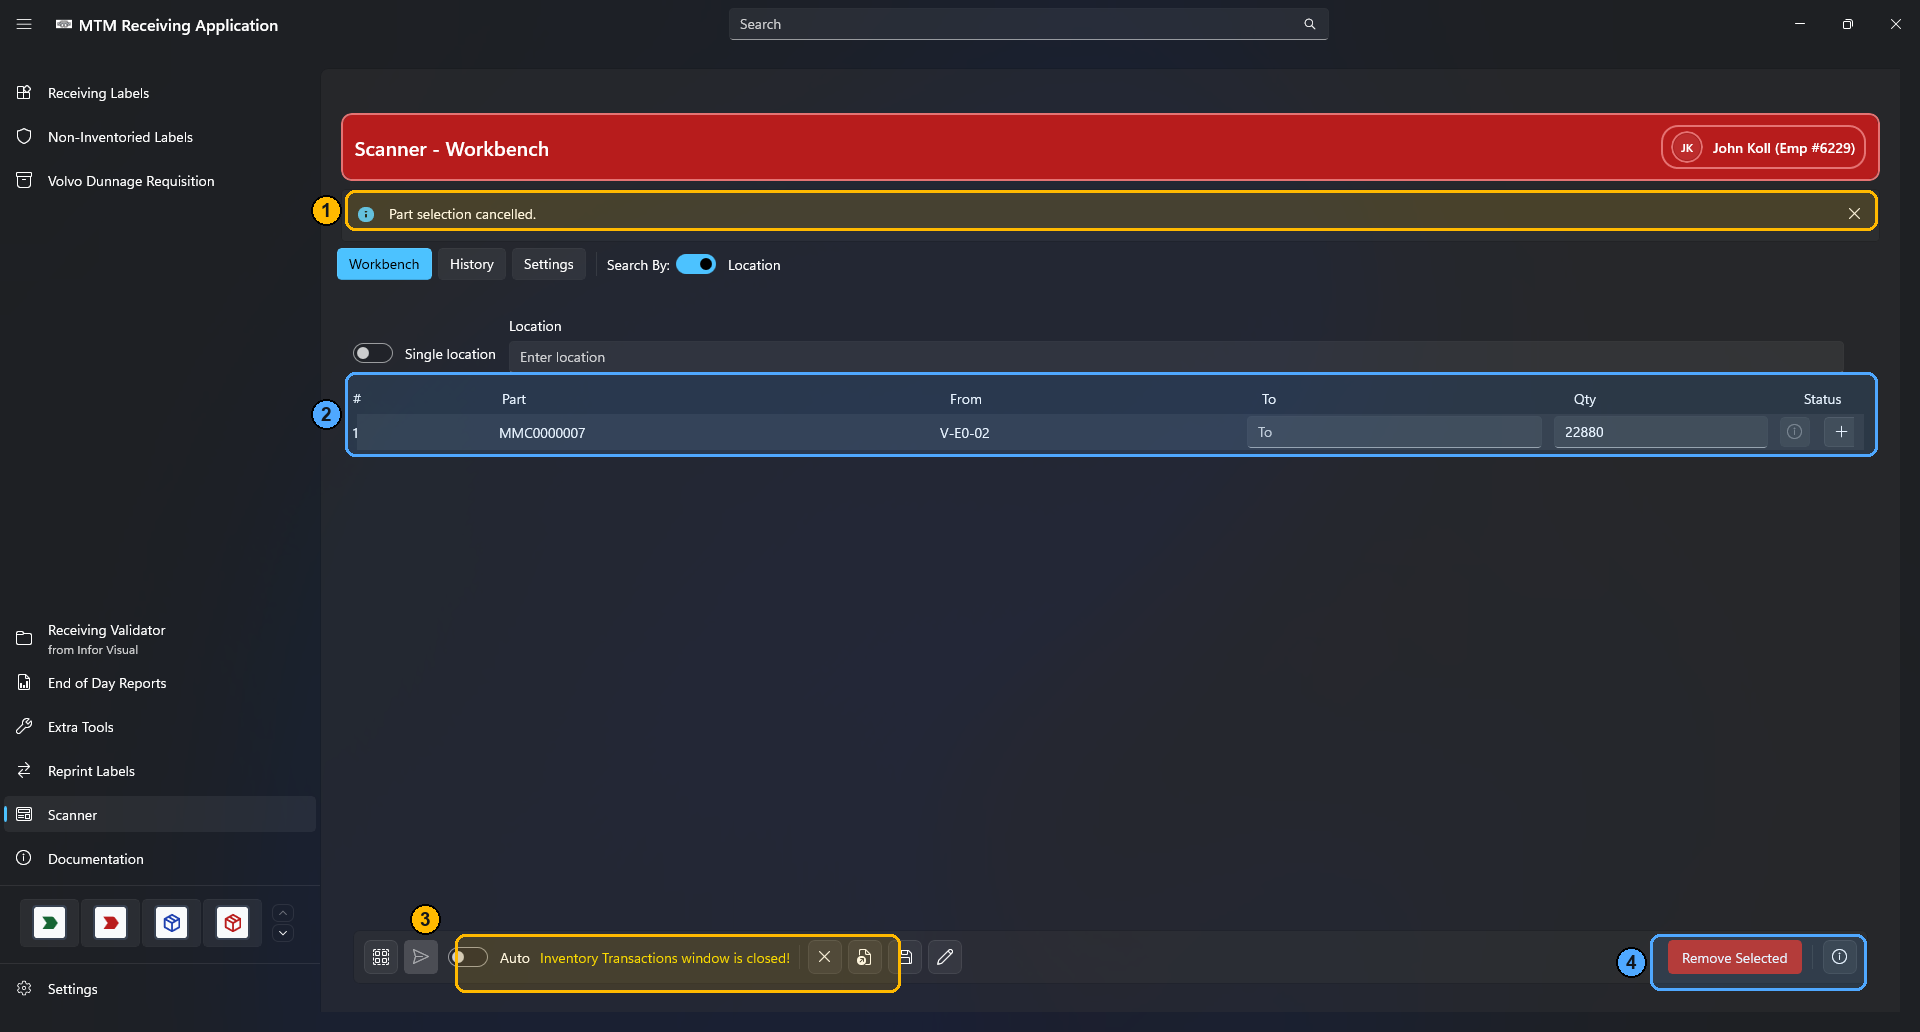 MTM Receiving Application
Search
Receiving Labels
Non-Inventoried Labels
Volvo Dunnage Requisition
Scanner - Workbench
JK John Koll (Emp #6229)
1
Part selection cancelled.
Workbench History Settings Search By: Location
Location
Single location Enter location
2
# Part From To Qty Status
1 MMC0000007 V-E0-02 To 22880
Receiving Validator
from Infor Visual
End of Day Reports
Extra Tools
Reprint Labels
Scanner
Documentation
3
Auto Inventory Transactions window is closed!
4
Remove Selected
Settings